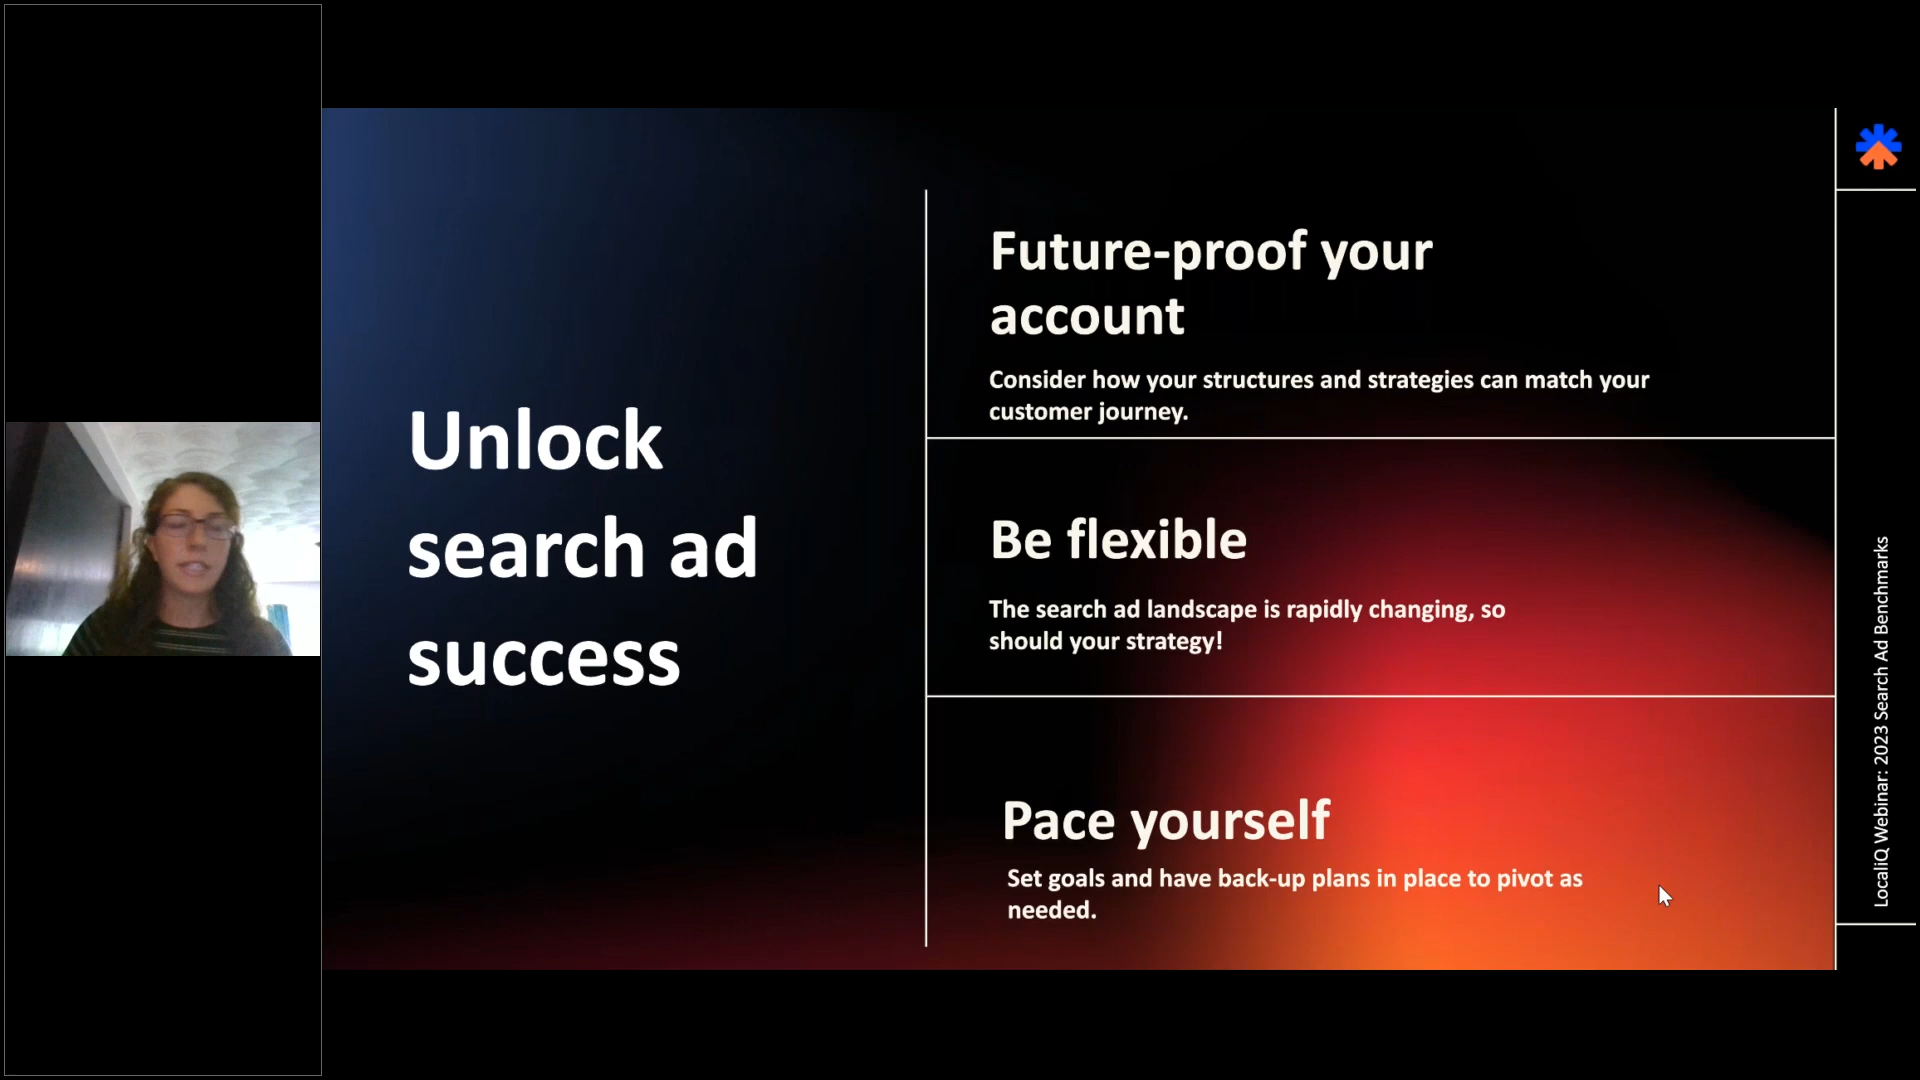 Unlock
search ad
success
Future-proof your
account
Consider how your structures and strategies can match your
customer journey.
Be flexible
The search ad landscape is rapidly changing, so
should your strategy!
Pace yourself
Set goals and have back-up plans in place to pivot as
needed.
LocaliQ Webinar: 2023 Search Ad Benchmarks